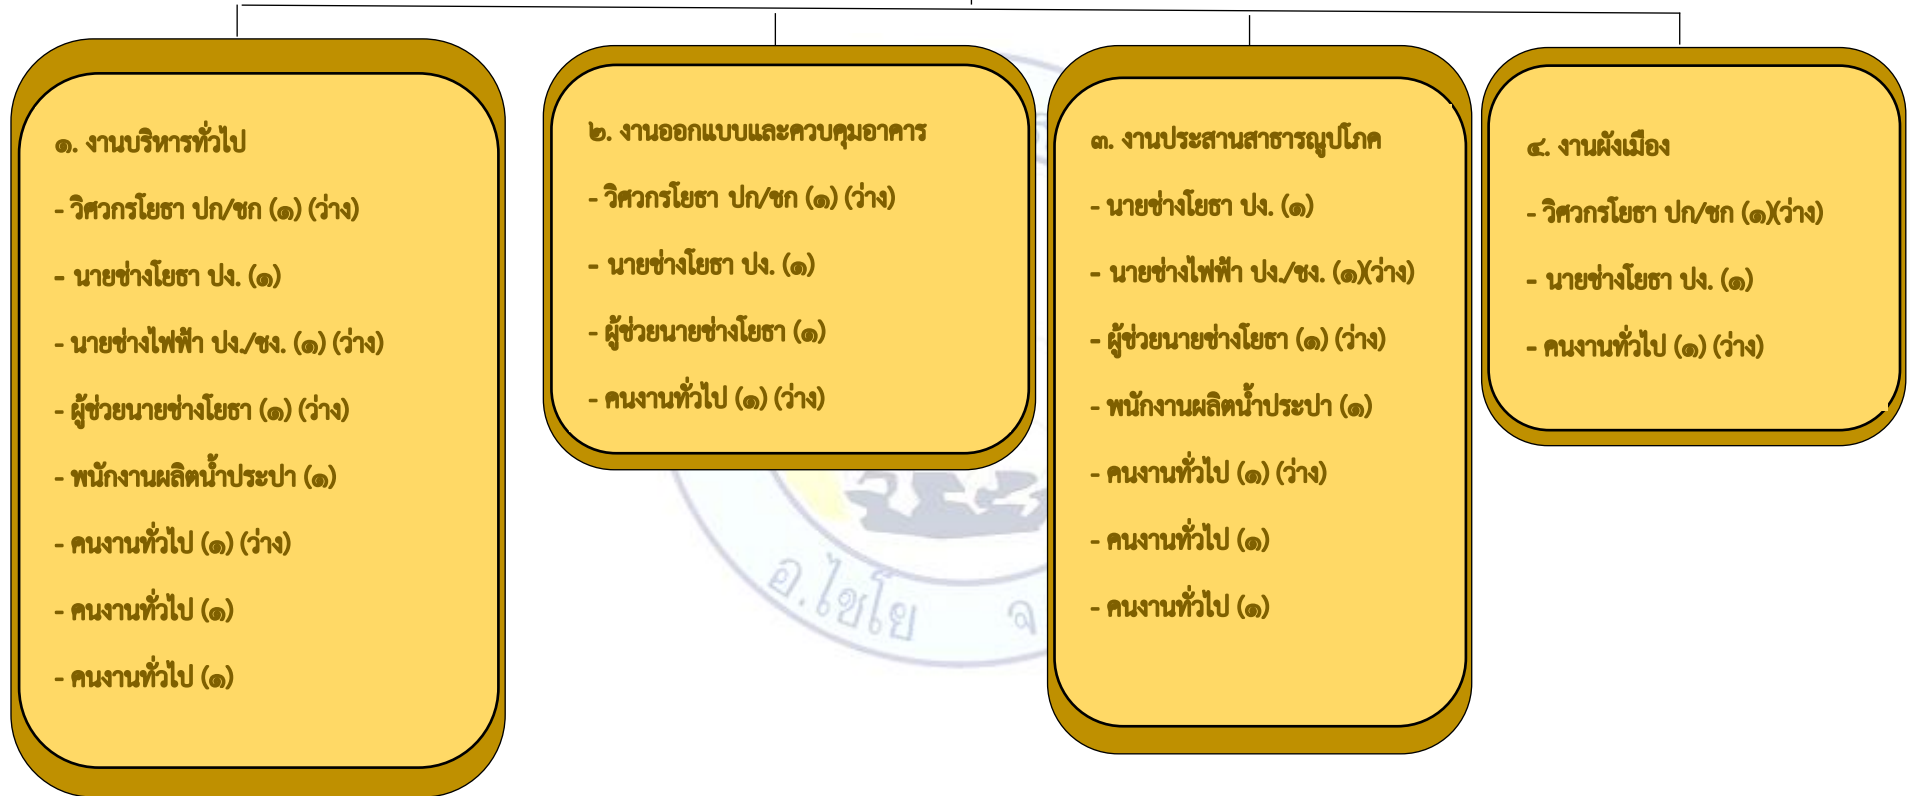 ๑. งานบริหารทั่วไป
- วิศวกรโยธา ปก/ชก (๑) (ว่าง)
- นายช่างโยธา ปง. (๑)
- นายช่างไฟฟ้า ปง./ชง. (๑) (ว่าง)
- ผู้ช่วยนายช่างโยธา (๑) (ว่าง)
- พนักงานผลิตน้ำประปา (๑)
- คนงานทั่วไป (๑) (ว่าง)
- คนงานทั่วไป (๑)
- คนงานทั่วไป (๑)
๒. งานออกแบบและควบคุมอาคาร
- วิศวกรโยธา ปก/ชก (๑) (ว่าง)
- นายช่างโยธา ปง. (๑)
- ผู้ช่วยนายช่างโยธา (๑)
- คนงานทั่วไป (๑) (ว่าง)
๓. งานประสานสาธารณูปโภค
- นายช่างโยธา ปง. (๑)
- นายช่างไฟฟ้า ปง./ชง. (๑)(ว่าง)
- ผู้ช่วยนายช่างโยธา (๑) (ว่าง)
- พนักงานผลิตน้ำประปา (๑)
- คนงานทั่วไป (๑) (ว่าง)
- คนงานทั่วไป (๑)
- คนงานทั่วไป (๑)
๔. งานผังเมือง
- วิศวกรโยธา ปก/ชก (๑)(ว่าง)
- นายช่างโยธา ปง. (๑)
- คนงานทั่วไป (๑) (ว่าง)
อ.ไชโย จ